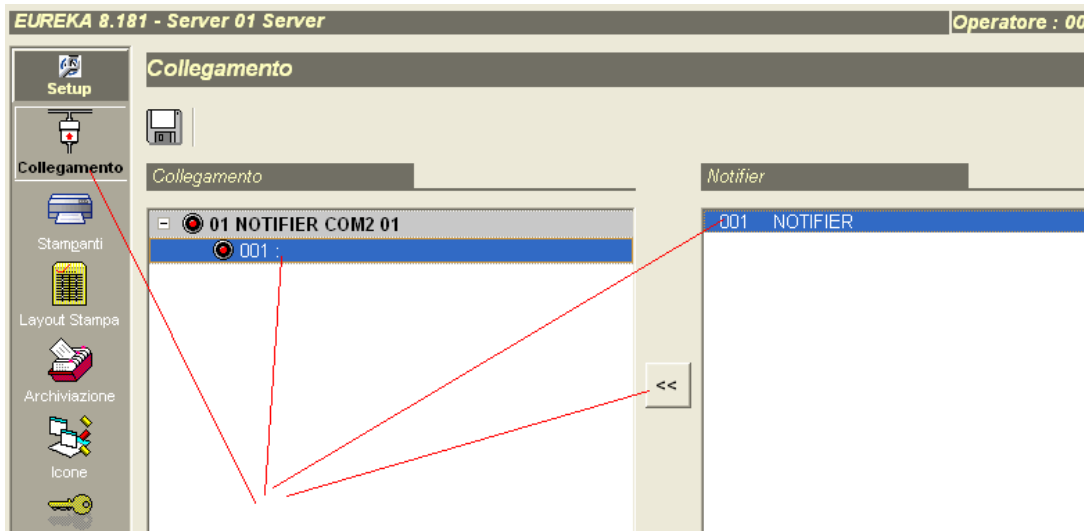 EUREKA 8.181 - Server 01 Server
Operatore : 00
Setup
Collegamento
Collegamento
Collegamento
Notifier
01 NOTIFIER COM2 01
001 :
001 NOTIFIER
Stampanti
Layout Stampa
<<
Archiviazione
Icone